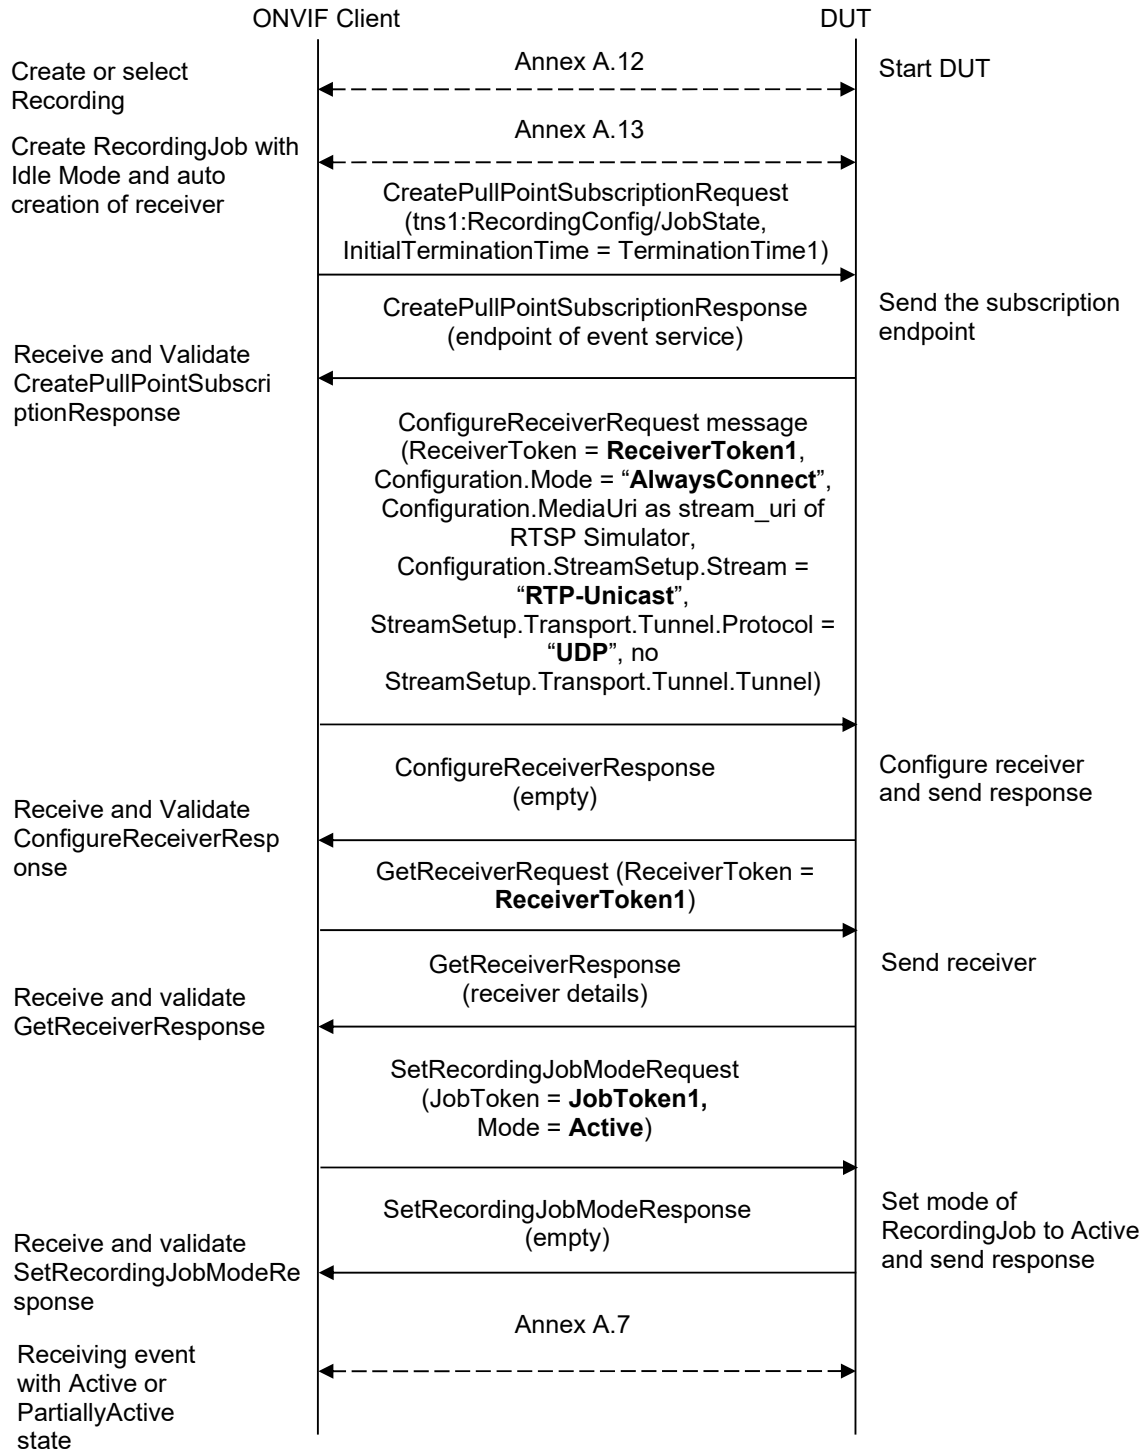 ONVIF Client
DUT
Annex A.12
Start DUT
Create or select
Recording
Annex A.13
Create RecordingJob with
Idle Mode and auto
creation of receiver
CreatePullPointSubscriptionRequest
(tns1:RecordingConfig/JobState,
InitialTerminationTime = TerminationTime1)
CreatePullPointSubscriptionResponse
(endpoint of event service)
Send the subscription
endpoint
Receive and Validate
CreatePullPointSubscri
ptionResponse
ConfigureReceiverRequest message
(ReceiverToken = ReceiverToken1,
Configuration.Mode = “AlwaysConnect”,
Configuration.MediaUri as stream_uri of
RTSP Simulator,
Configuration.StreamSetup.Stream =
“RTP-Unicast”,
StreamSetup.Transport.Tunnel.Protocol =
“UDP”, no
StreamSetup.Transport.Tunnel.Tunnel)
ConfigureReceiverResponse
(empty)
Configure receiver
and send response
Receive and Validate
ConfigureReceiverResp
onse
GetReceiverRequest (ReceiverToken =
ReceiverToken1)
GetReceiverResponse
(receiver details)
Send receiver
Receive and validate
GetReceiverResponse
SetRecordingJobModeRequest
(JobToken = JobToken1,
Mode = Active)
SetRecordingJobModeResponse
(empty)
Set mode of
RecordingJob to Active
and send response
Receive and validate
SetRecordingJobModeRe
sponse
Annex A.7
Receiving event
with Active or
PartiallyActive
state